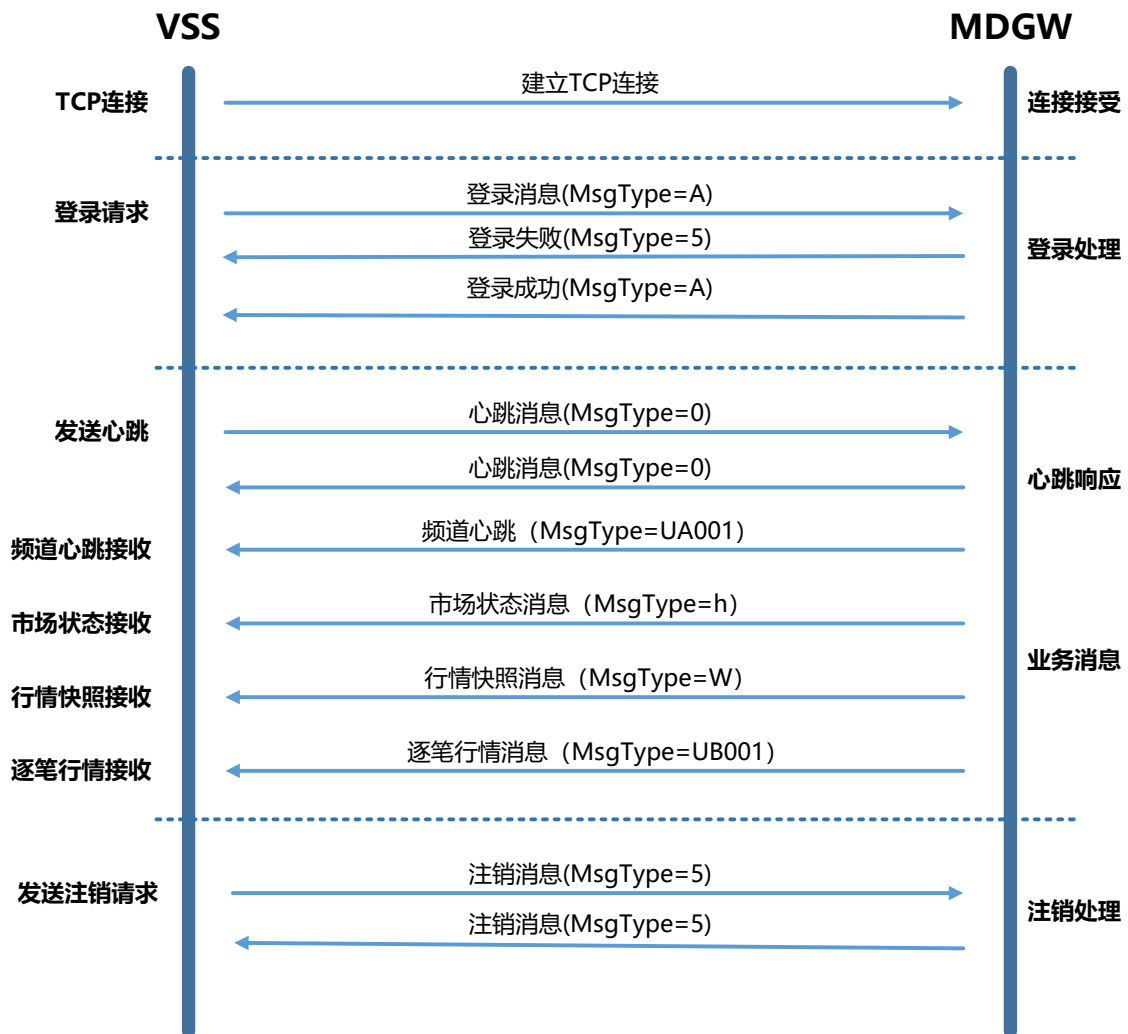 VSS
MDGW
建立TCP连接
TCP连接
连接接受
登录消息(MsgType=A)
登录请求
登录失败(MsgType=5)
登录处理
登录成功(MsgType=A)
心跳消息(MsgType=0)
发送心跳
心跳消息(MsgType=0)
心跳响应
频道心跳（MsgType=UA001）
频道心跳接收
市场状态消息（MsgType=h）
市场状态接收
业务消息
行情快照消息（MsgType=W）
行情快照接收
逐笔行情消息（MsgType=UB001）
逐笔行情接收
注销消息(MsgType=5)
发送注销请求
注销处理
注销消息(MsgType=5)